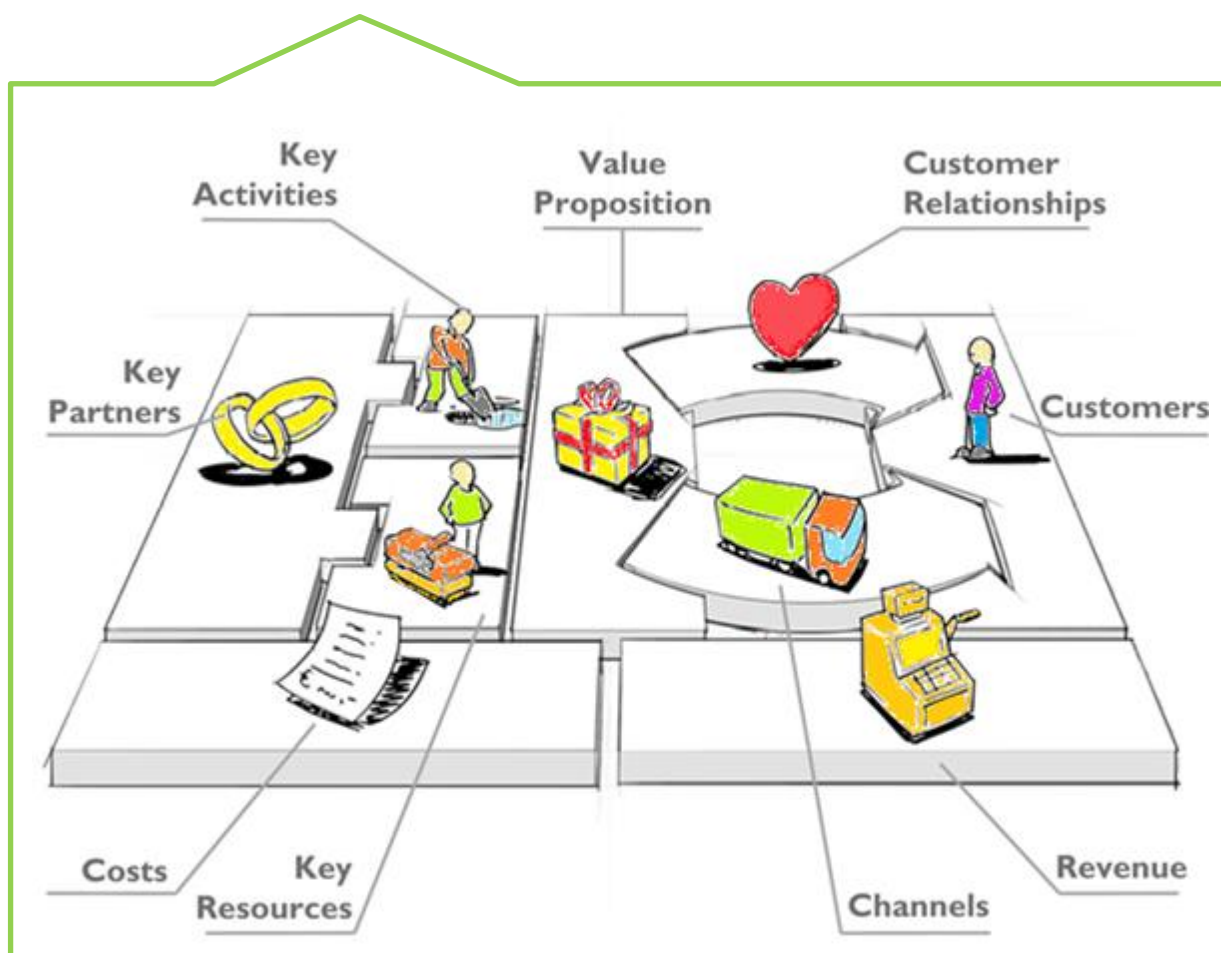 Key
Activities
Value
Proposition
Customer
Relationships
Key
Partners
Customers
Costs
Key
Resources
Channels
Revenue